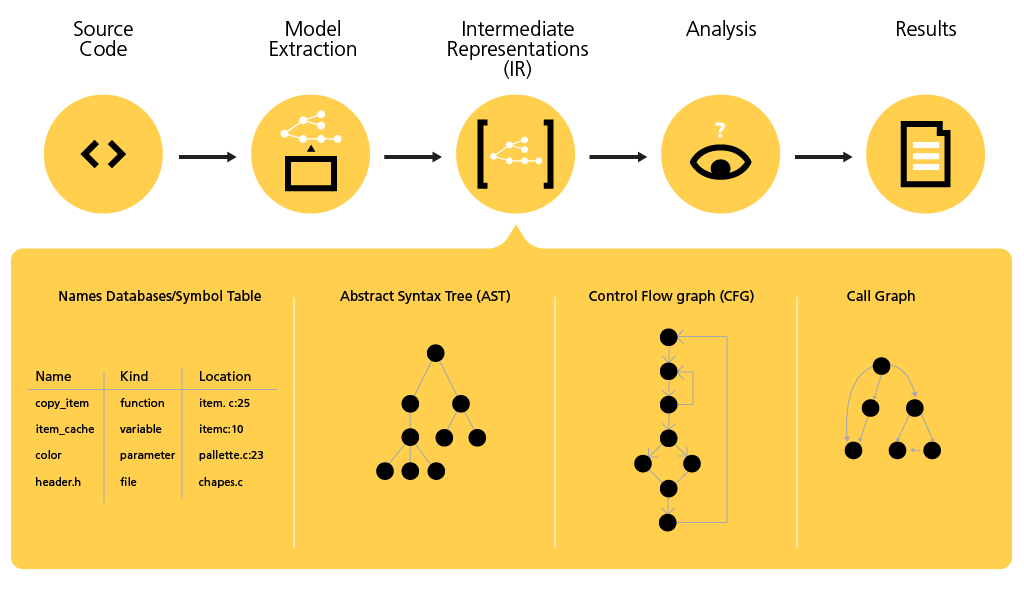 Source
Code
Model
Extraction
Intermediate
Representations
(IR)
Analysis
Results
?
Names Databases/Symbol Table
Name Kind Location
copy_item function item. c:25
item_cache variable itemc:10
color parameter pallette.c:23
header.h file chapes.c
Abstract Syntax Tree (AST)
Control Flow graph (CFG)
Call Graph